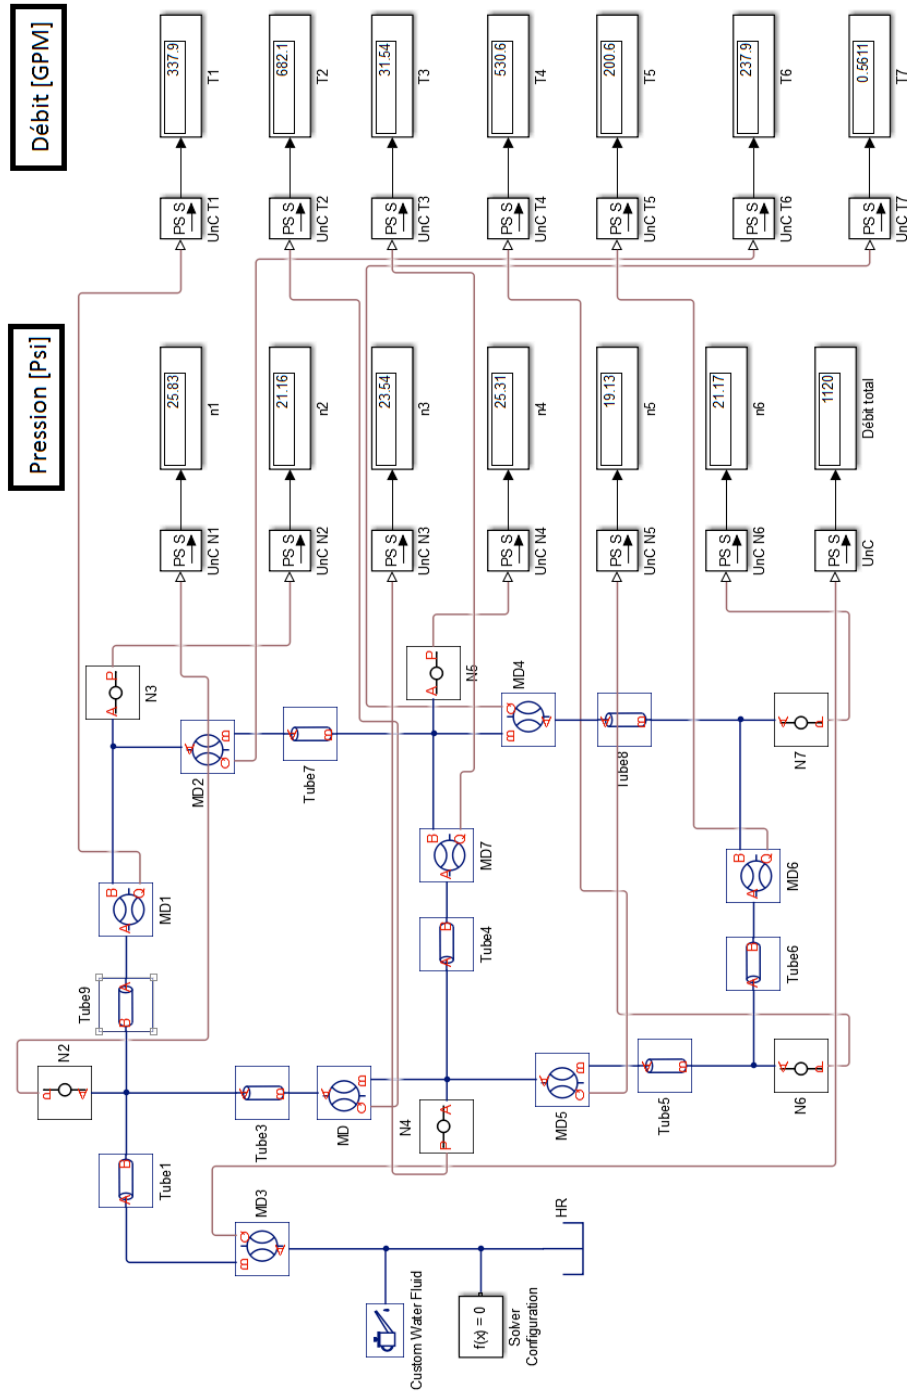 Débit [GPM]
337.9
T1
682.1
T2
31.54
T3
530.6
T4
200.6
T5
237.9
T6
0.5611
T7
PS S
UnC T1
PS S
UnC T2
PS S
UnC T3
PS S
UnC T4
PS S
UnC T5
PS S
UnC T6
PS S
UnC T7
Pression [Psi]
25.83
n1
21.16
n2
23.54
n3
25.31
n4
19.13
n5
21.17
n6
1120
Débit total
PS S
UnC N1
PS S
UnC N2
PS S
UnC N3
PS S
UnC N4
PS S
UnC N5
PS S
UnC N6
PS S
UnC
A P
N3
A B Q
MD2
A B
Tube7
A P
N5
B Q A
MD4
A B
Tube8
A P
N7
A B Q
MD1
B A
Tube9
A B Q
MD7
A B
Tube4
A B Q
MD6
A B
Tube6
P A
N2
A B
Tube1
A B
Tube3
A B Q
MD
P A
N4
A B Q
MD5
A B
Tube5
A P
N6
B Q A
MD3
Custom Water Fluid
f(x) = 0
Solver
Configuration
HR